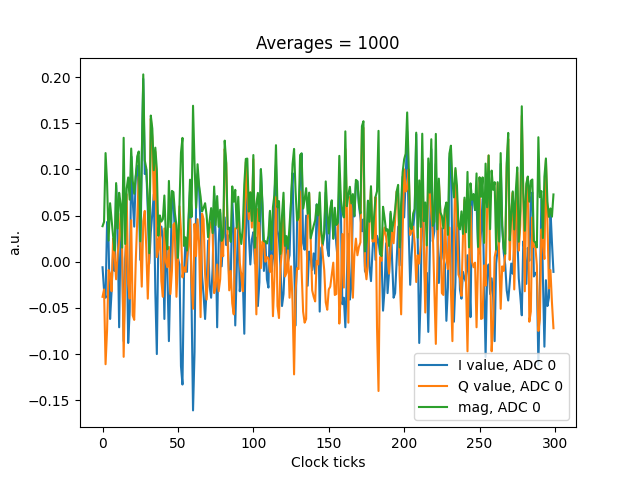 Averages = 1000
0.20
0.15
0.10
0.05
0.00
−0.05
−0.10
−0.15
a.u.
I value, ADC 0
Q value, ADC 0
mag, ADC 0
0 50 100 150 200 250 300
Clock ticks